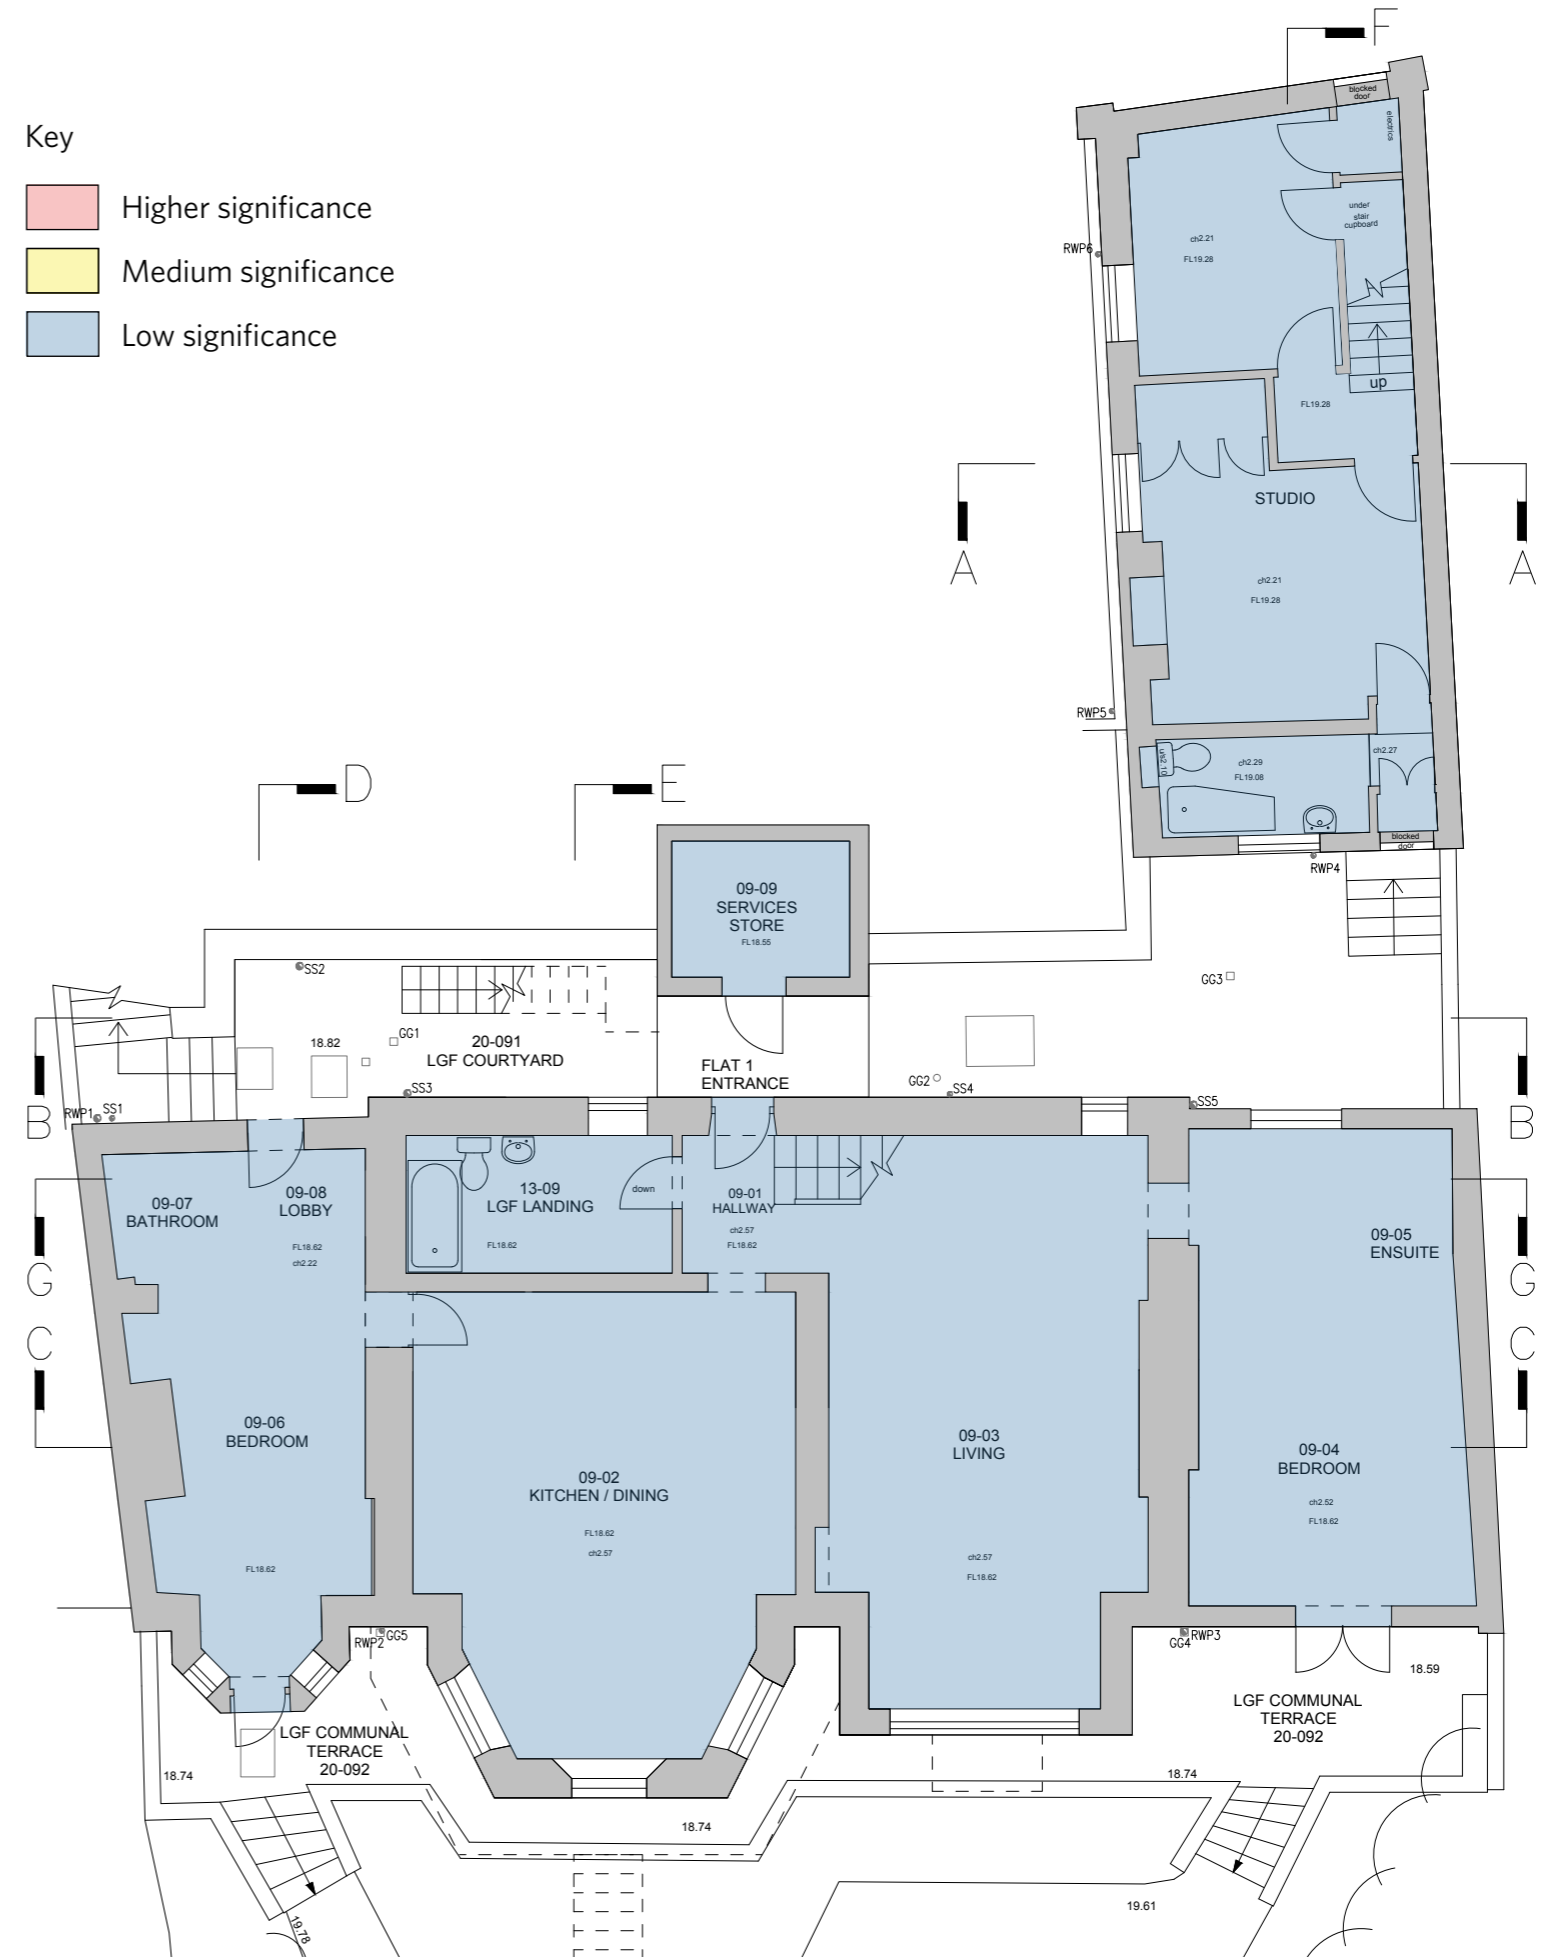 F
blocked
door
electrics
Key
Higher significance
Medium significance
Low significance
under
stair
cupboard
RWP6
ch2.21
FL19.28
up
FL19.28
STUDIO
A
A
ch2.21
FL19.28
RWP5
ch2.27
ch2.29
FL19.08
us2.10
D
E
blocked
door
RWP4
09-09
SERVICES
STORE
FL18.55
SS2
GG3
18.82
GG1
20-091
LGF COURTYARD
FLAT 1
ENTRANCE
GG2
SS4
SS3
SS5
RWP1
SS1
B
B
09-07
BATHROOM
09-08
LOBBY
FL18.62
ch2.22
13-09
LGF LANDING
FL18.62
down
09-01
HALLWAY
ch2.57
FL18.62
09-05
ENSUITE
G
G
C
C
09-06
BEDROOM
FL18.62
09-02
KITCHEN / DINING
FL18.62
ch2.57
09-03
LIVING
ch2.57
FL18.62
09-04
BEDROOM
ch2.52
FL18.62
RWP2
GG5
GG4
RWP3
18.59
LGF COMMUNAL
TERRACE
20-092
LGF COMMUNAL
TERRACE
20-092
18.74
18.74
18.74
19.78
19.61